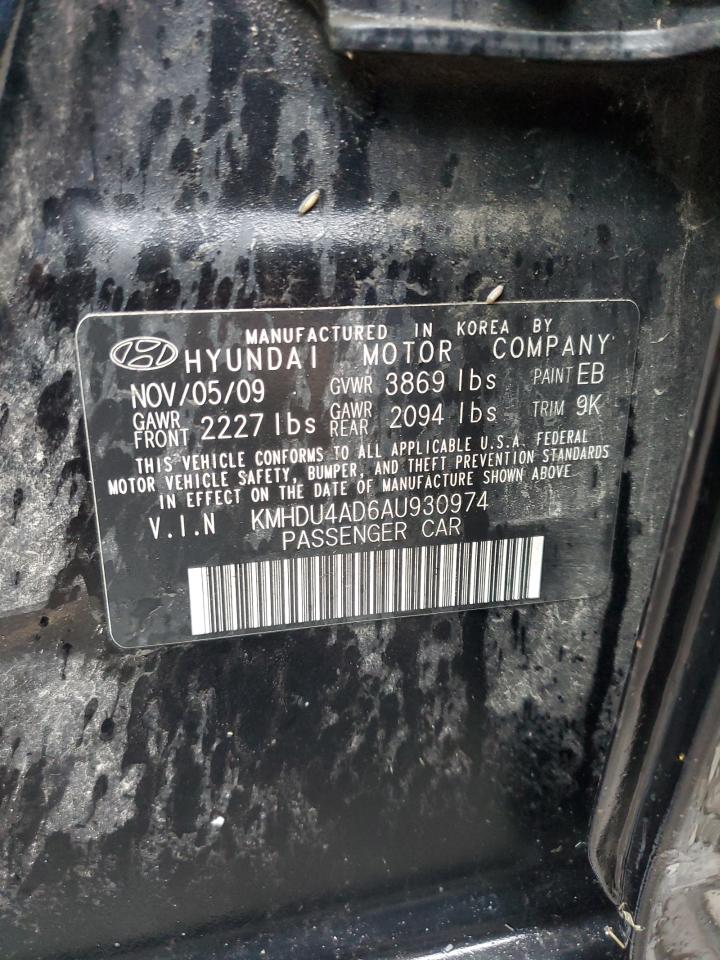 MANUFACTURED IN KOREA BY
HYUNDAI MOTOR COMPANY
NOV/05/09 GVWR 3869 lbs PAINT EB
GAWR FRONT 2227 lbs GAWR REAR 2094 lbs TRIM 9K
THIS VEHICLE CONFORMS TO ALL APPLICABLE U.S.A. FEDERAL
MOTOR VEHICLE SAFETY, BUMPER, AND THEFT PREVENTION STANDARDS
IN EFFECT ON THE DATE OF MANUFACTURE SHOWN ABOVE
V.I.N KMHDU4AD6AU930974
PASSENGER CAR